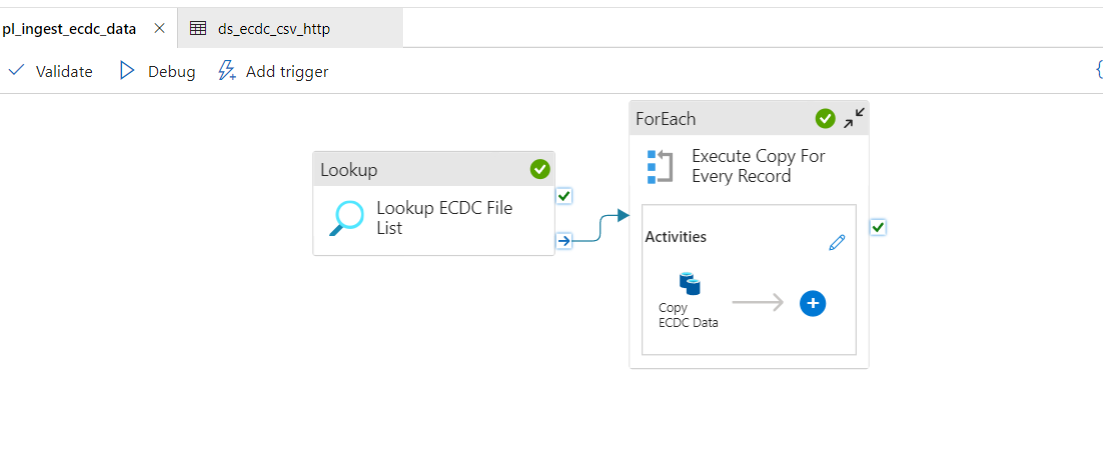 pl_ingest_ecdc_data
ds_ecdc_csv_http
Validate
Debug
Add trigger
{
Lookup
Lookup ECDC File
List
ForEach
Execute Copy For
Every Record
Activities
Copy
ECDC Data